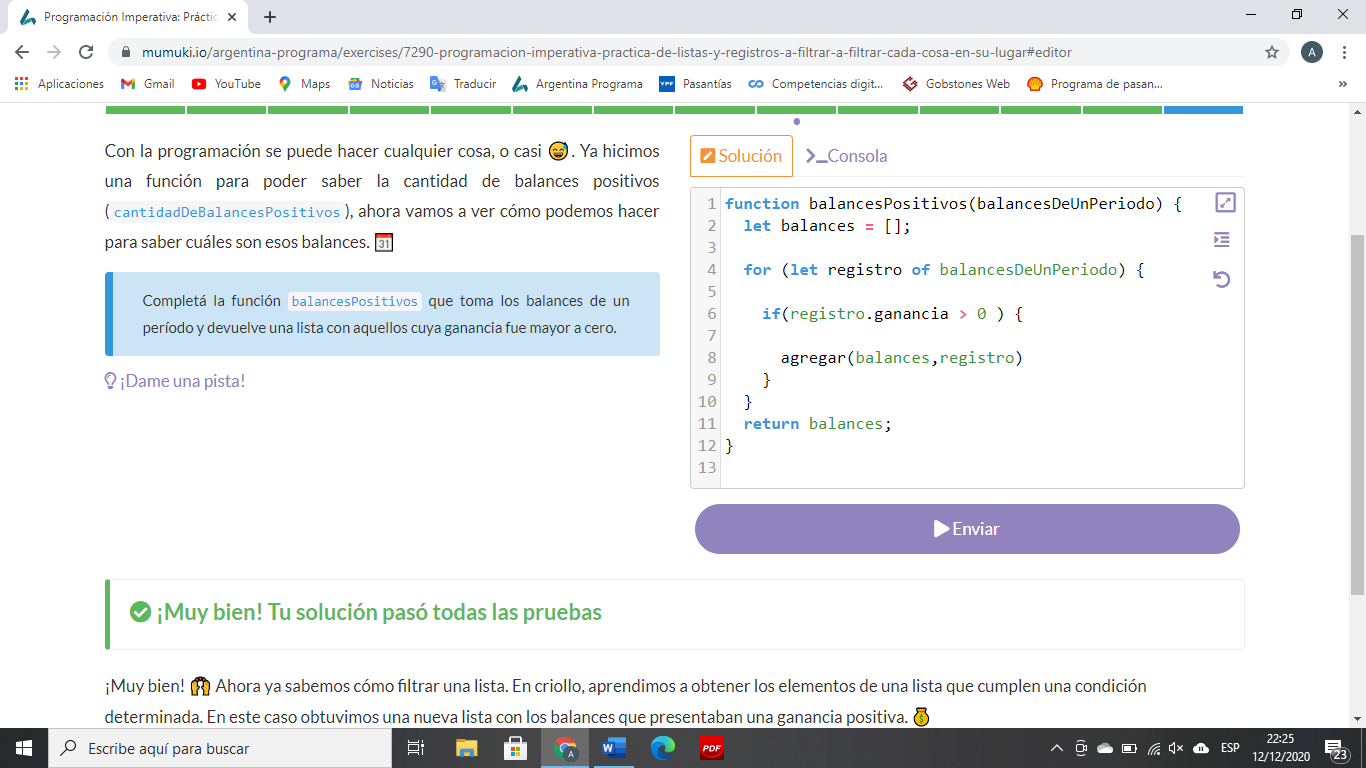 Programación Imperativa: Práctic
mumuki.io/argentina-programa/exercises/7290-programacion-imperativa-practica-de-listas-y-registros-a-filtrar-a-filtrar-cada-cosa-en-su-lugar#editor
A
Aplicaciones Gmail YouTube Maps Noticias Traducir Argentina Programa YPF Pasantías Competencias digit... Gobstones Web Programa de pasan... »
Con la programación se puede hacer cualquier cosa, o casi 😅. Ya hicimos
una función para poder saber la cantidad de balances positivos
(cantidadDeBalancesPositivos), ahora vamos a ver cómo podemos hacer
para saber cuáles son esos balances. 📅
Completá la función balancesPositivos que toma los balances de un
período y devuelve una lista con aquellos cuya ganancia fue mayor a cero.
¡Dame una pista!
Solución
Consola
1 function balancesPositivos(balancesDeUnPeriodo) {
2 let balances = [];
3
4 for (let registro of balancesDeUnPeriodo) {
5
6 if(registro.ganancia > 0 ) {
7
8 agregar(balances,registro)
9 }
10 }
11 return balances;
12 }
13
Enviar
¡Muy bien! Tu solución pasó todas las pruebas
¡Muy bien! 🙌 Ahora ya sabemos cómo filtrar una lista. En criollo, aprendimos a obtener los elementos de una lista que cumplen una condición
determinada. En este caso obtuvimos una nueva lista con los balances que presentaban una ganancia positiva. 💰
Escribe aquí para buscar
A
W
PDF
ESP
22:25
12/12/2020
23